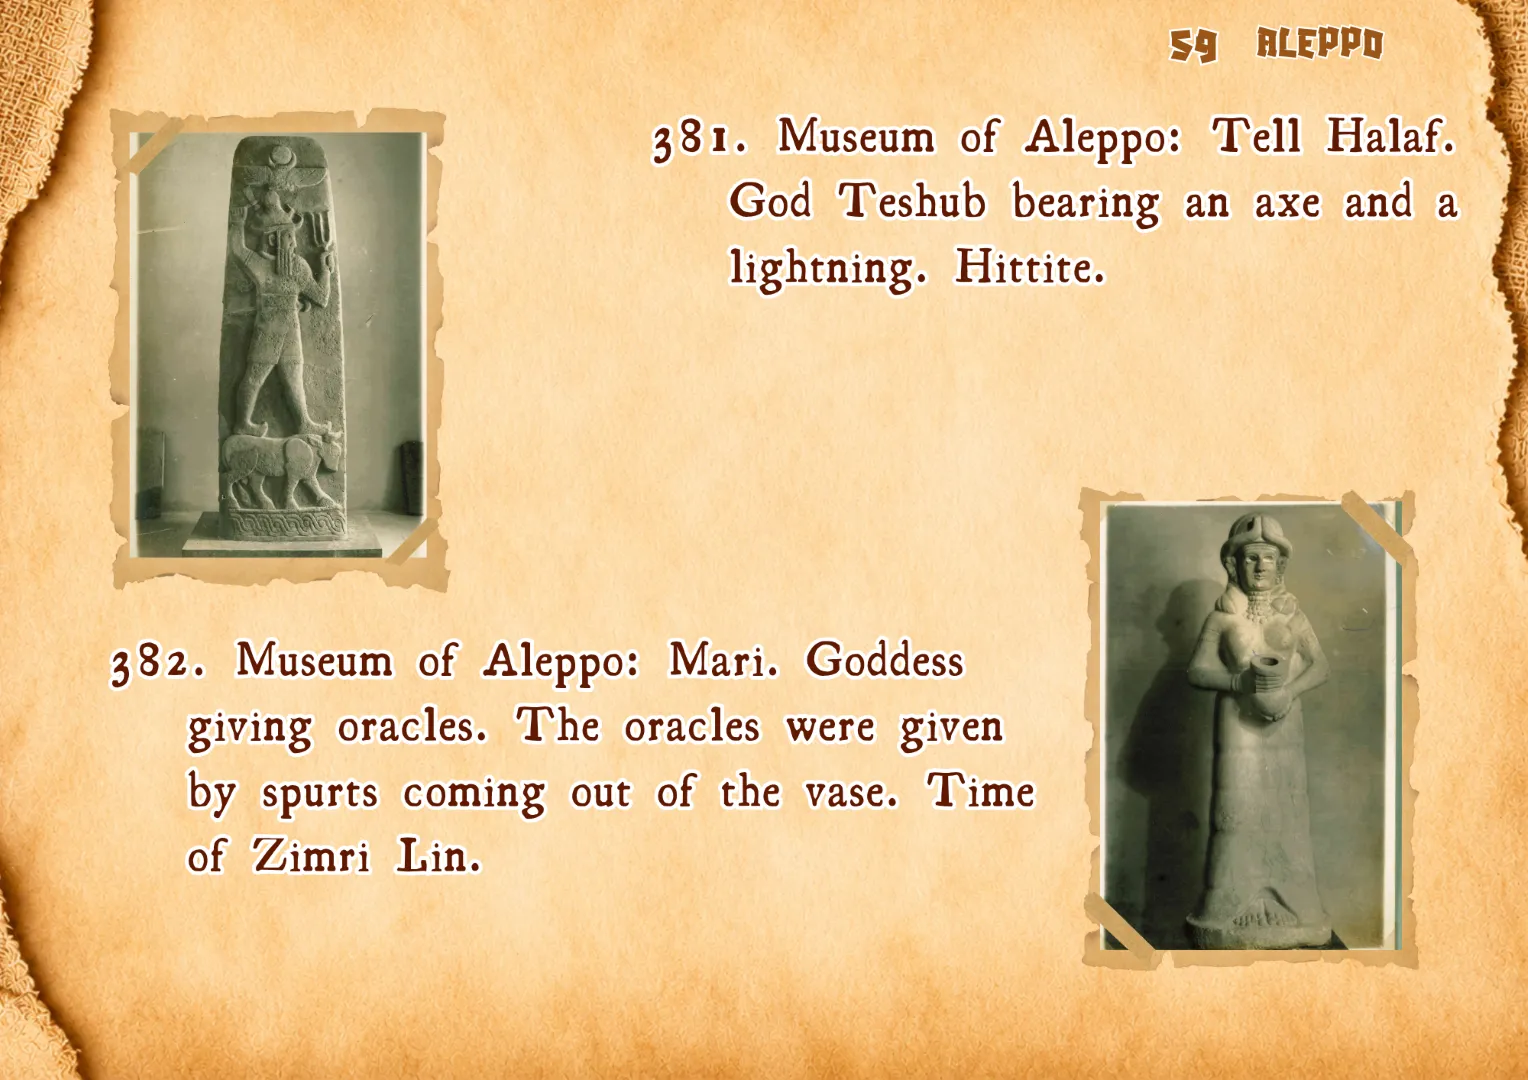 59 ALEPPO
381. Museum of Aleppo: Tell Halaf.
God Teshub bearing an axe and a
lightning. Hittite.
382. Museum of Aleppo: Mari. Goddess
giving oracles. The oracles were given
by spurts coming out of the vase. Time
of Zimri Lin.